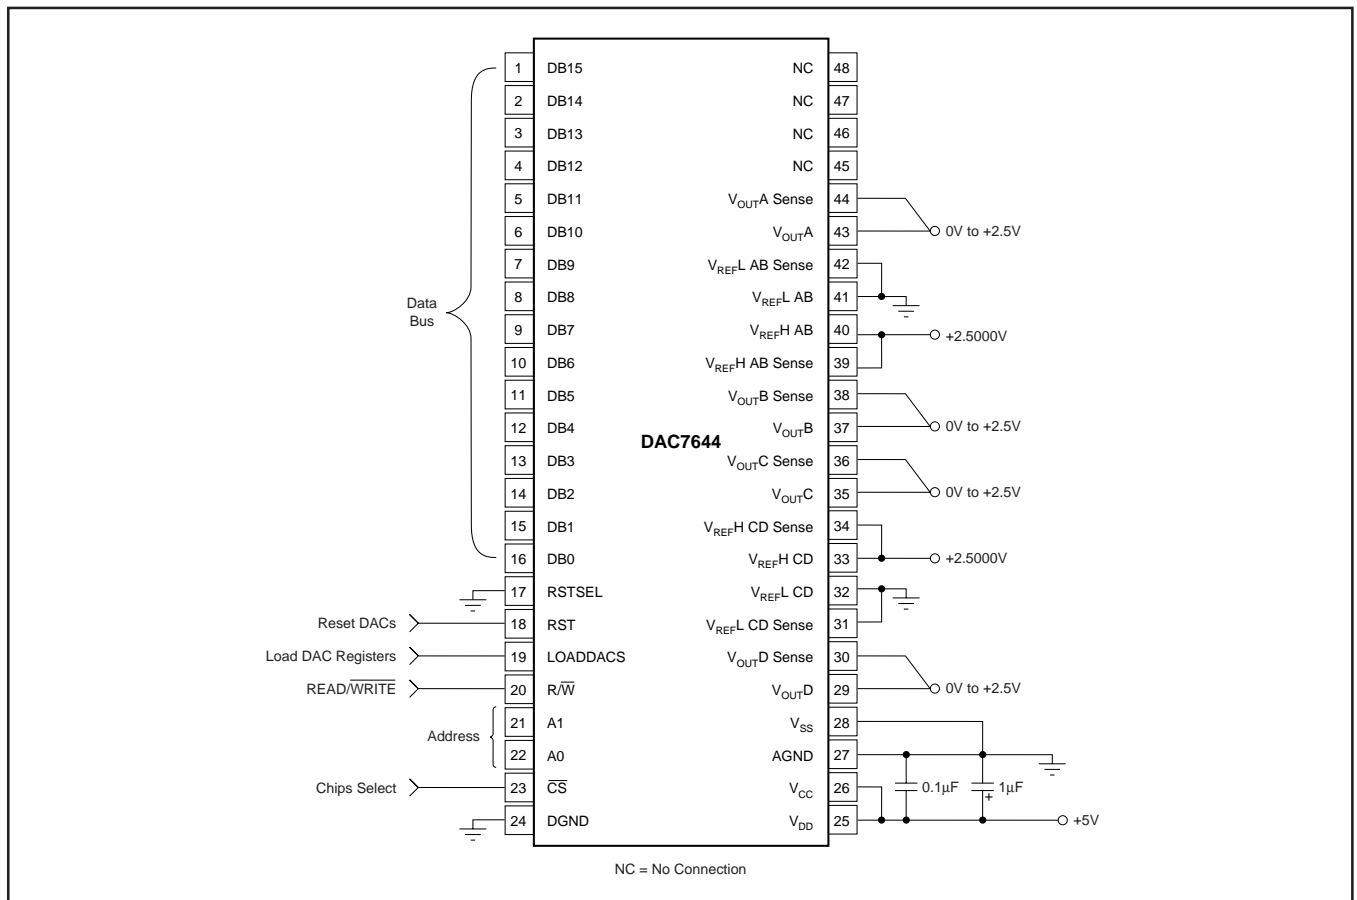 1 DB15 NC 48
2 DB14 NC 47
3 DB13 NC 46
4 DB12 NC 45
5 DB11 VOUTA Sense 44
6 DB10 VOUTA 43 0V to +2.5V
7 DB9 VREFL AB Sense 42
Data
Bus
8 DB8 VREFL AB 41
9 DB7 VREFH AB 40 +2.5000V
10 DB6 VREFH AB Sense 39
11 DB5 VOUTB Sense 38
12 DB4 VOUTB 37 0V to +2.5V
DAC7644
13 DB3 VOUTC Sense 36
14 DB2 VOUTC 35 0V to +2.5V
15 DB1 VREFH CD Sense 34
16 DB0 VREFH CD 33 +2.5000V
17 RSTSEL VREFL CD 32
Reset DACs 18 RST VREFL CD Sense 31
Load DAC Registers 19 LOADDACS VOUTD Sense 30
READ/W̅R̅I̅T̅E̅ 20 R/W̅ VOUTD 29 0V to +2.5V
21 A1 VSS 28
Address
22 A0 AGND 27
Chips Select 23 C̅S̅ VCC 26 0.1µF 1µF
+
24 DGND VDD 25 +5V
NC = No Connection